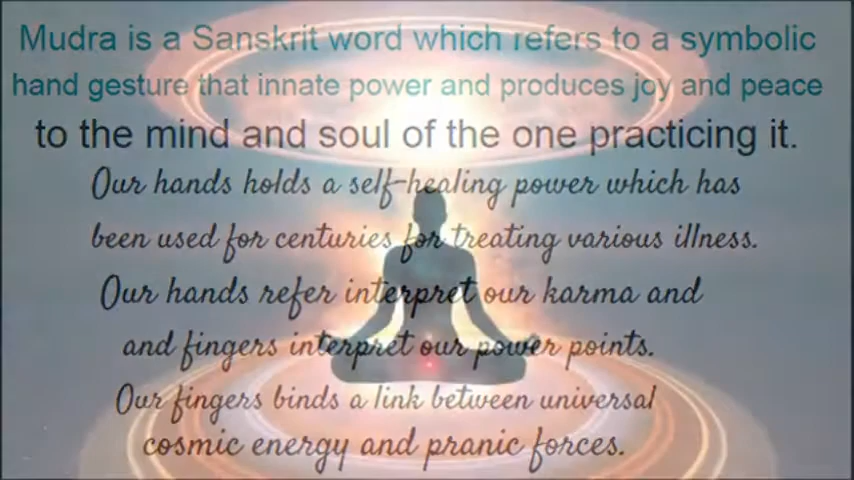 Mudra is a Sanskrit word which refers to a symbolic
hand gesture that innate power and produces joy and peace
to the mind and soul of the one practicing it.
Our hands holds a self-healing power which has
been used for centuries for treating various illness.
Our hands refer interpret our karma and
and fingers interpret our power points.
Our fingers binds a link between universal
cosmic energy and pranic forces.